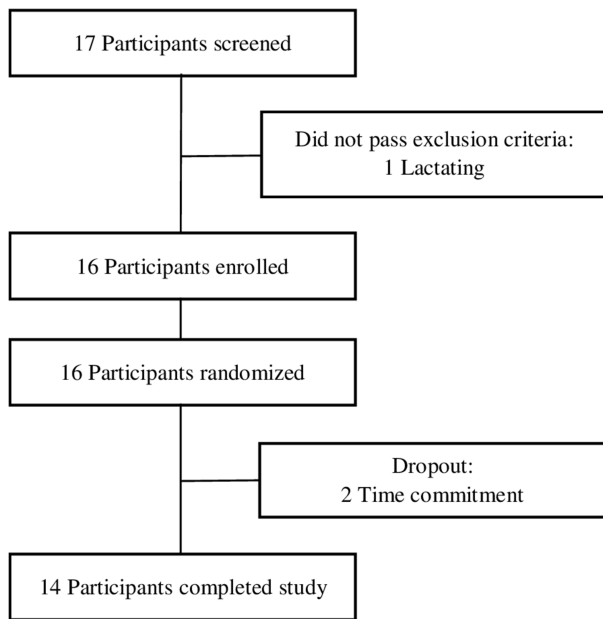 17 Participants screened
Did not pass exclusion criteria:
1 Lactating
16 Participants enrolled
16 Participants randomized
Dropout:
2 Time commitment
14 Participants completed study